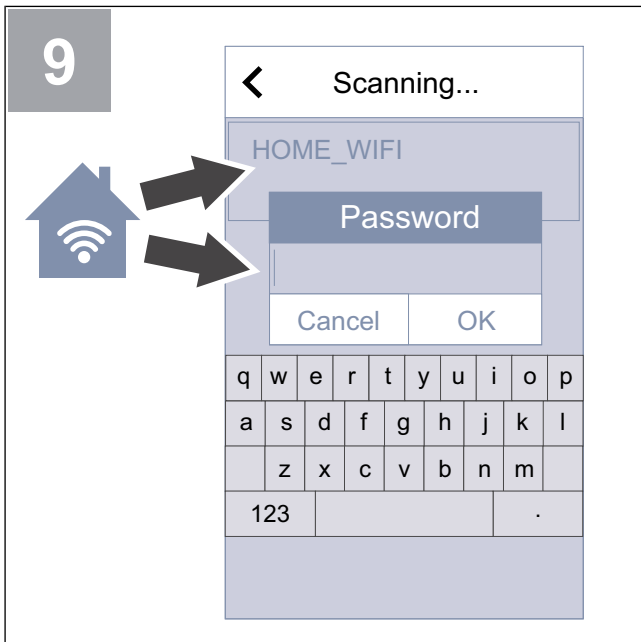 9
Scanning...
HOME_WIFI
Password
Cancel OK
q w e r t y u i o p
a s d f g h j k l
z x c v b n m
123 .